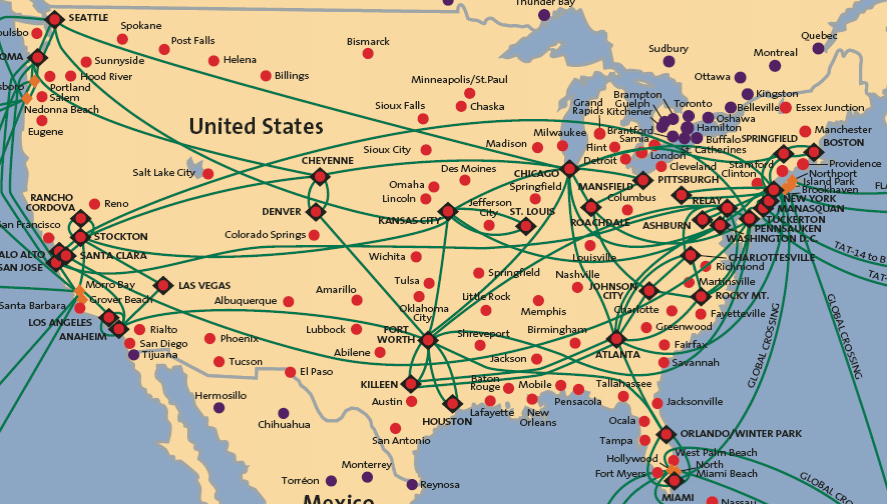 Thunder Bay
SEATTLE
Spokane
Post Falls
Helena
Billings
Bismarck
Sudbury
Quebec
Montreal
Ottawa
Kingston
Belleville
Essex Junction
Oshawa
Toronto
Hamilton
Brampton
Guelph
Kitchener
Brantford
Sarnia
Buffalo
St. Catherines
London
Cleveland
Sunnyside
Hood River
Portland
Salem
Nedonna Beach
Eugene
United States
Minneapolis/St.Paul
Chaska
Sioux Falls
Sioux City
Madison
Milwaukee
Grand
Rapids
Flint
Detroit
SPRINGFIELD
Manchester
BOSTON
Providence
Northport
Island Park
Brookhaven
Stamford
Clinton
NEW YORK
MANASQUAN
TUCKERTON
PENNSAUKEN
WASHINGTON D.C.
Salt Lake City
CHEYENNE
DENVER
Colorado Springs
Omaha
Lincoln
Des Moines
KANSAS CITY
Jefferson
City
ST. LOUIS
Springfield
CHICAGO
MANSFIELD
PITTSBURGH
Columbus
ROACHDALE
RELAY
ASHBURN
CHARLOTTESVILLE
Richmond
Martinsville
ROCKY MT.
Fayetteville
RANCHO
CORDOVA
Reno
STOCKTON
SANTA CLARA
SAN JOSE
Morro Bay
Grover Beach
Santa Barbara
LAS VEGAS
LOS ANGELES
ANAHEIM
Rialto
San Diego
Tijuana
Phoenix
Tucson
Albuquerque
Amarillo
Lubbock
Abilene
El Paso
Wichita
Tulsa
Oklahoma
City
Springfield
Little Rock
Memphis
Nashville
Louisville
JOHNSON
CITY
Charlotte
Greenwood
Fairfax
Savannah
ATLANTA
Birmingham
FORT
WORTH
Shreveport
Jackson
KILLEEN
Austin
HOUSTON
San Antonio
Baton
Rouge
Lafayette
New
Orleans
Mobile
Pensacola
Tallahassee
Jacksonville
Ocala
Tampa
ORLANDO/WINTER PARK
West Palm Beach
North
Miami Beach
Hollywood
Fort Myers
MIAMI
Nassau
Hermosillo
Chihuahua
Torreón
Monterrey
Reynosa
Mexico
GLOBAL CROSSING
GLOBAL CROSSING
TAT-14 to B
TAT-